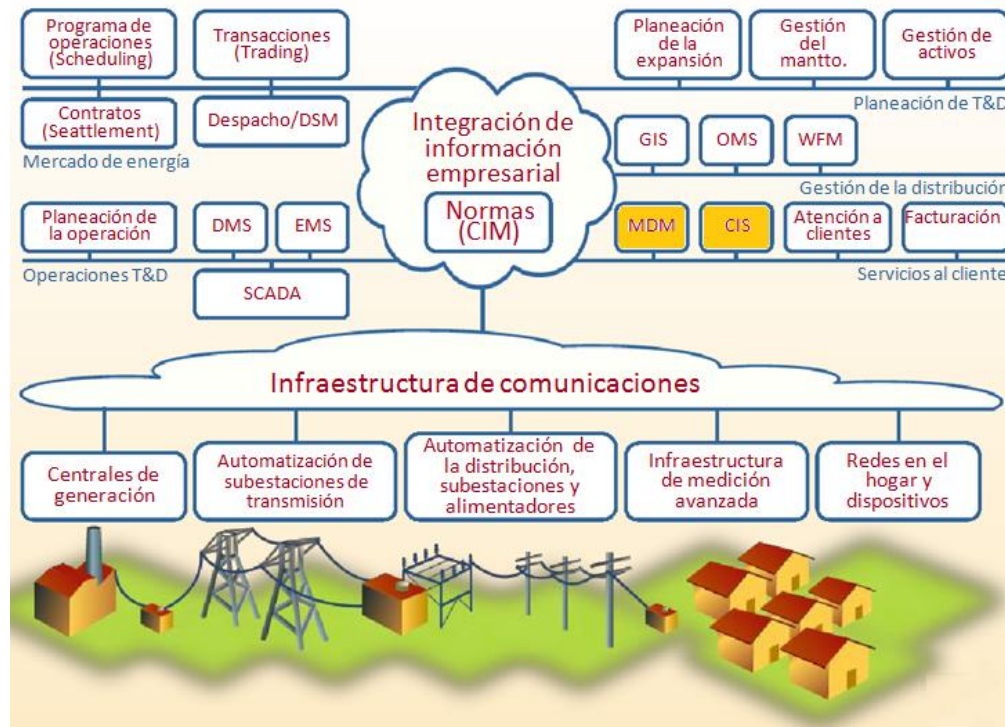 Programa de
operaciones
(Scheduling)
Transacciones
(Trading)
Contratos
(Seattlement)
Despacho/DSM
Mercado de energía
Planeación de
la operación
DMS
EMS
Operaciones T&D
SCADA
Integración de
información
empresarial
Normas
(CIM)
Planeación
de la
expansión
Gestión
del
mantto.
Gestión de
activos
Planeación de T&D
GIS
OMS
WFM
Gestión de la distribución
MDM
CIS
Atención a
clientes
Facturación
Servicios al cliente
Infraestructura de comunicaciones
Centrales de
generación
Automatización de
subestaciones de
transmisión
Automatización de
la distribución,
subestaciones y
alimentadores
Infraestructura
de medición
avanzada
Redes en el
hogar y
dispositivos